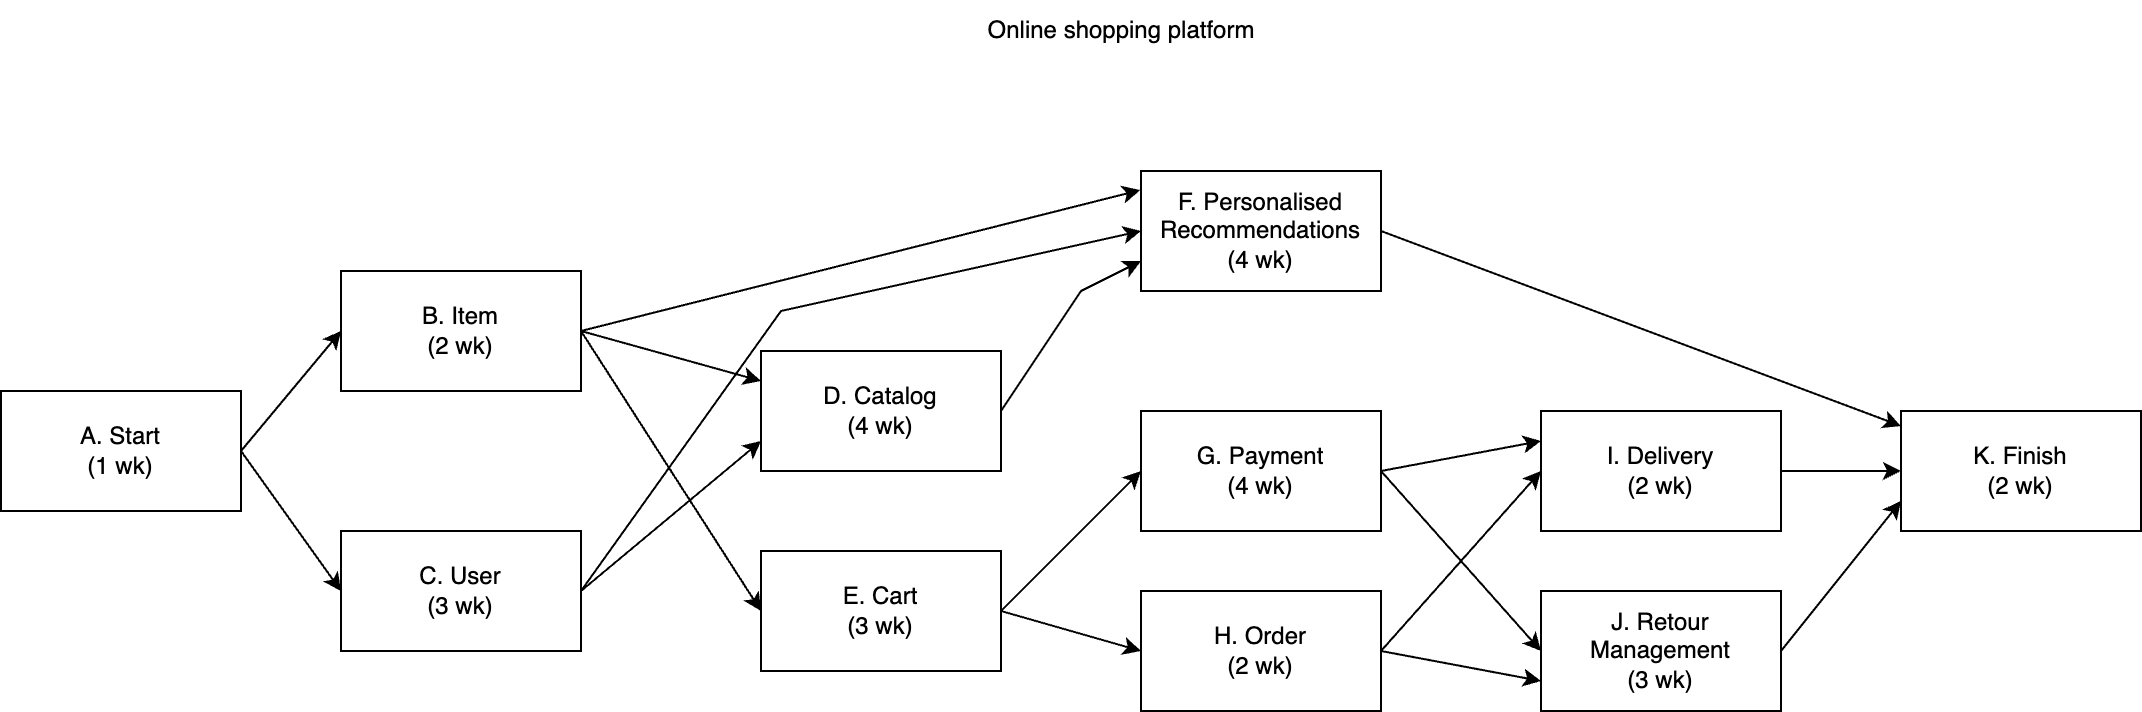 Online shopping platform
F. Personalised
Recommendations
(4 wk)
B. Item
(2 wk)
D. Catalog
(4 wk)
A. Start
(1 wk)
G. Payment
(4 wk)
I. Delivery
(2 wk)
K. Finish
(2 wk)
C. User
(3 wk)
E. Cart
(3 wk)
H. Order
(2 wk)
J. Retour
Management
(3 wk)